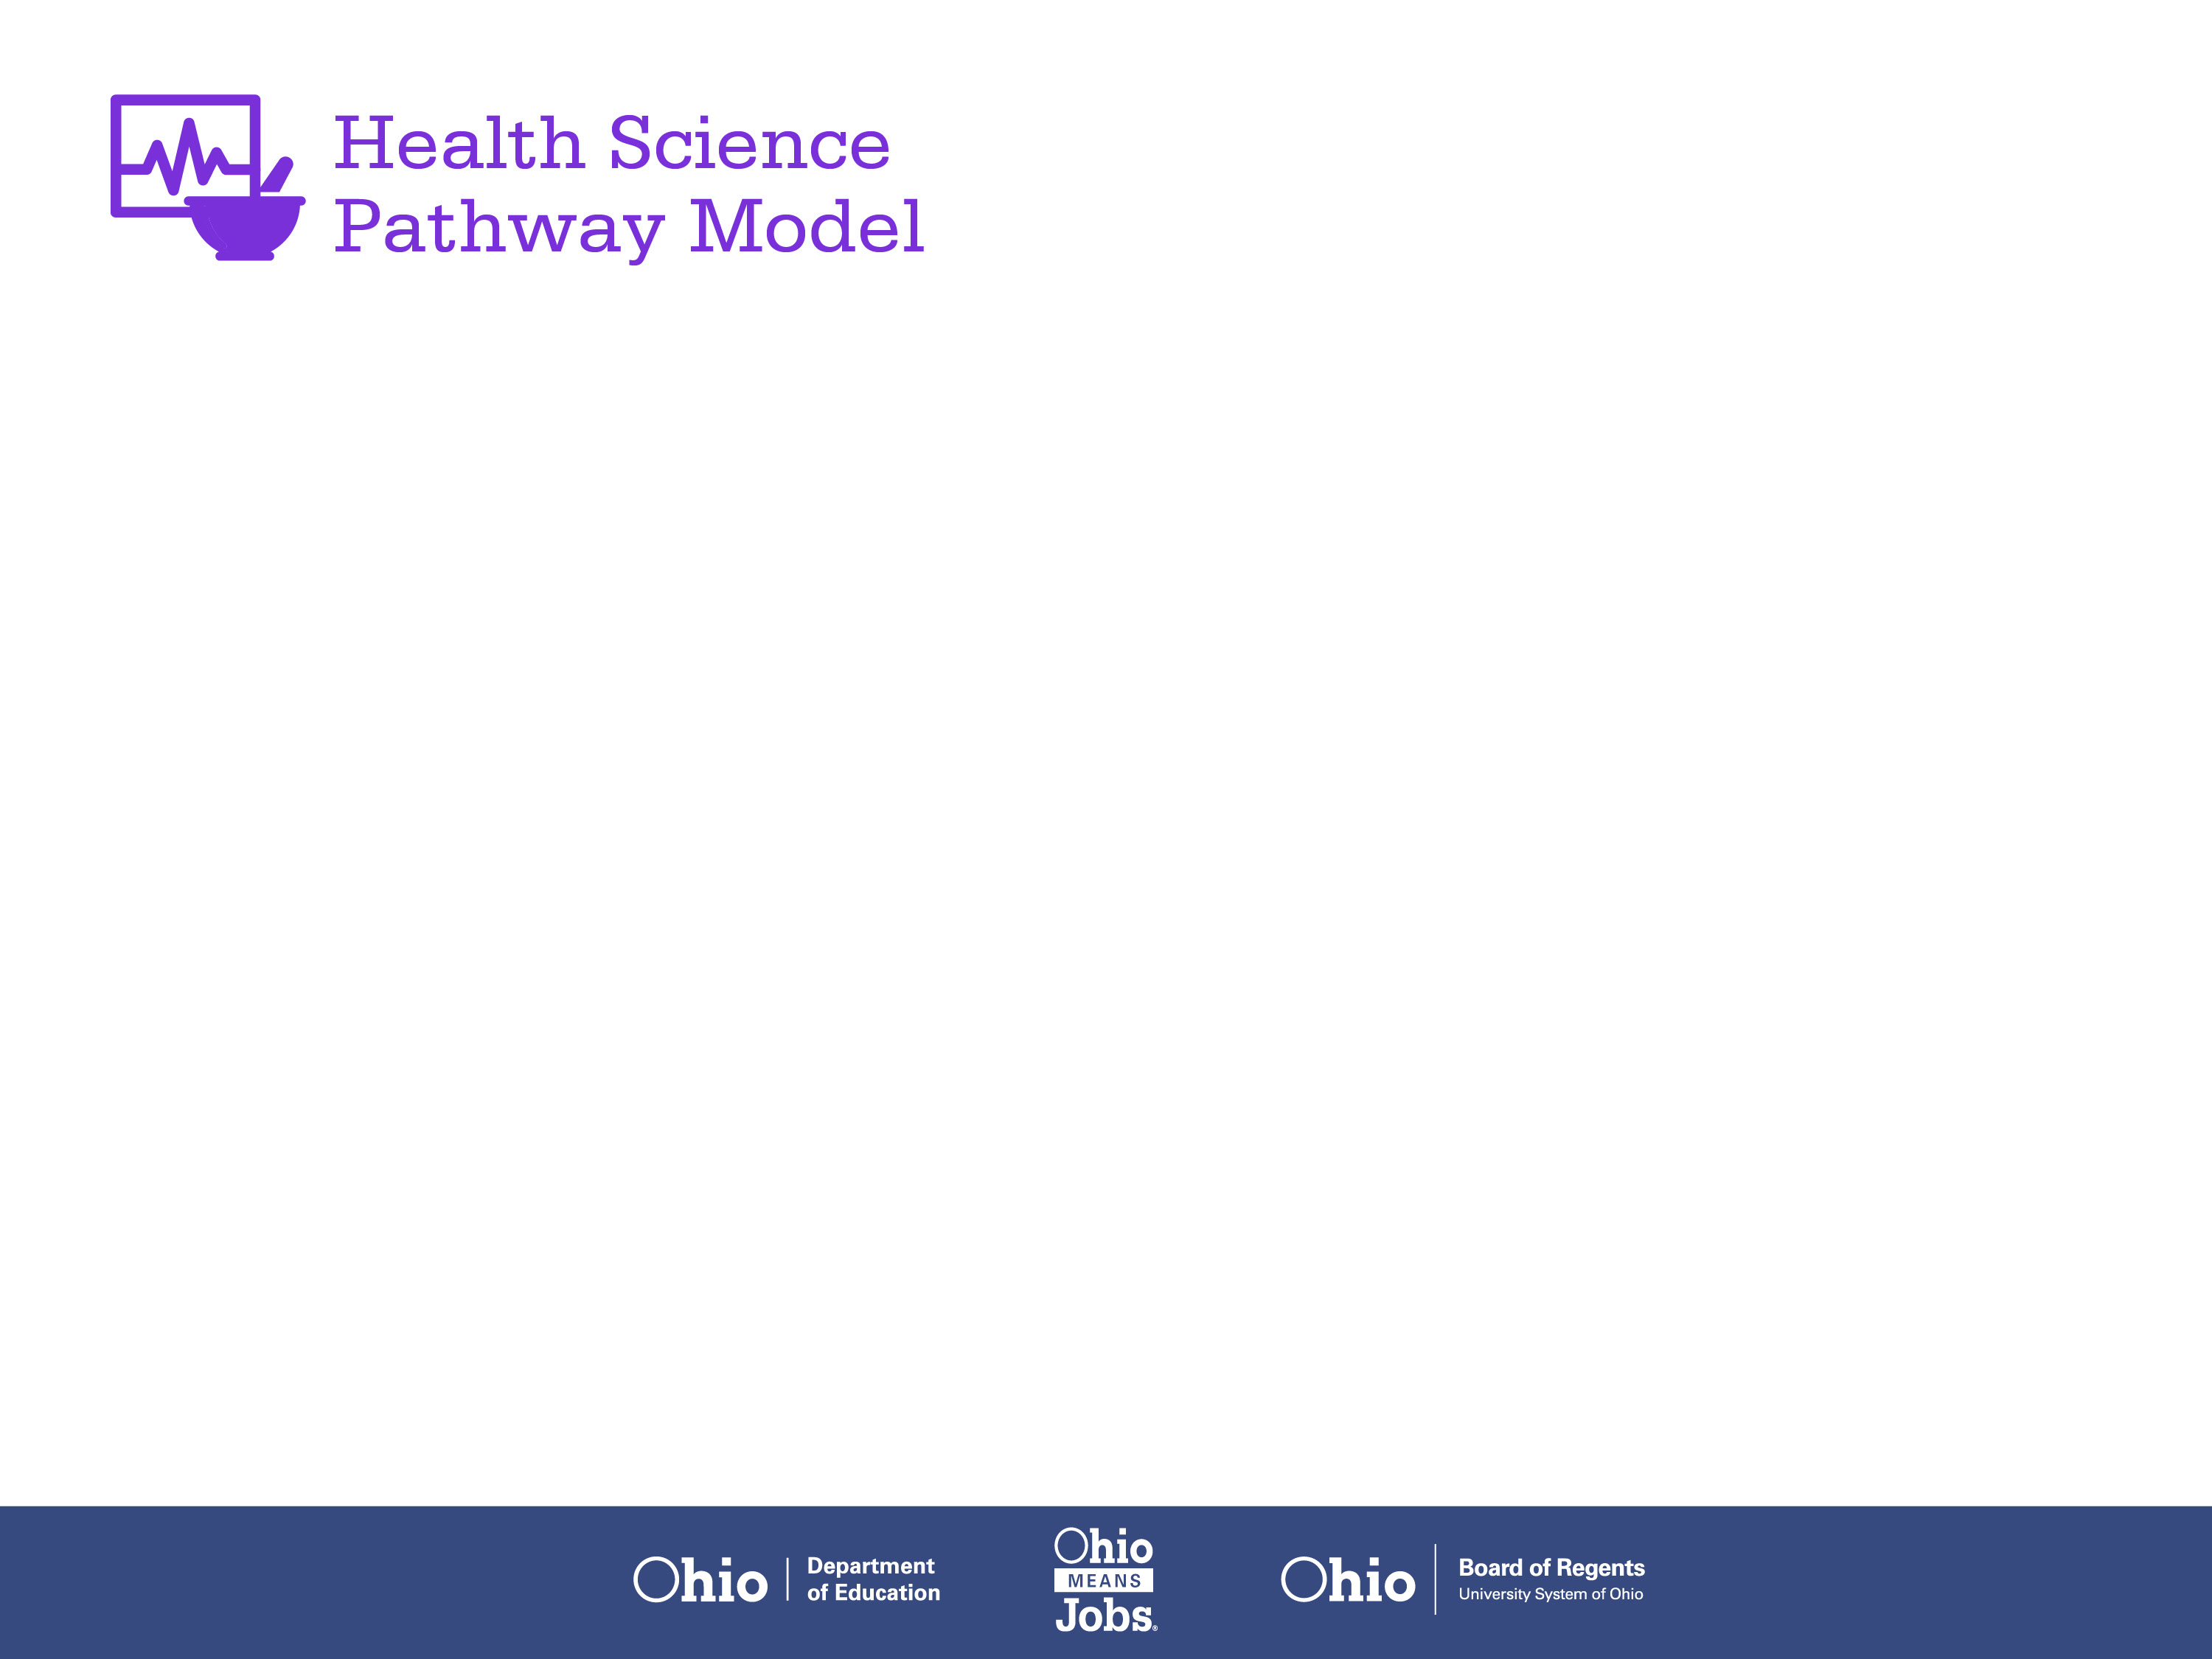 Health Science
Pathway Model
Ohio
Department
of Education
Ohio
MEANS
Jobs®
Ohio
Board of Regents
University System of Ohio